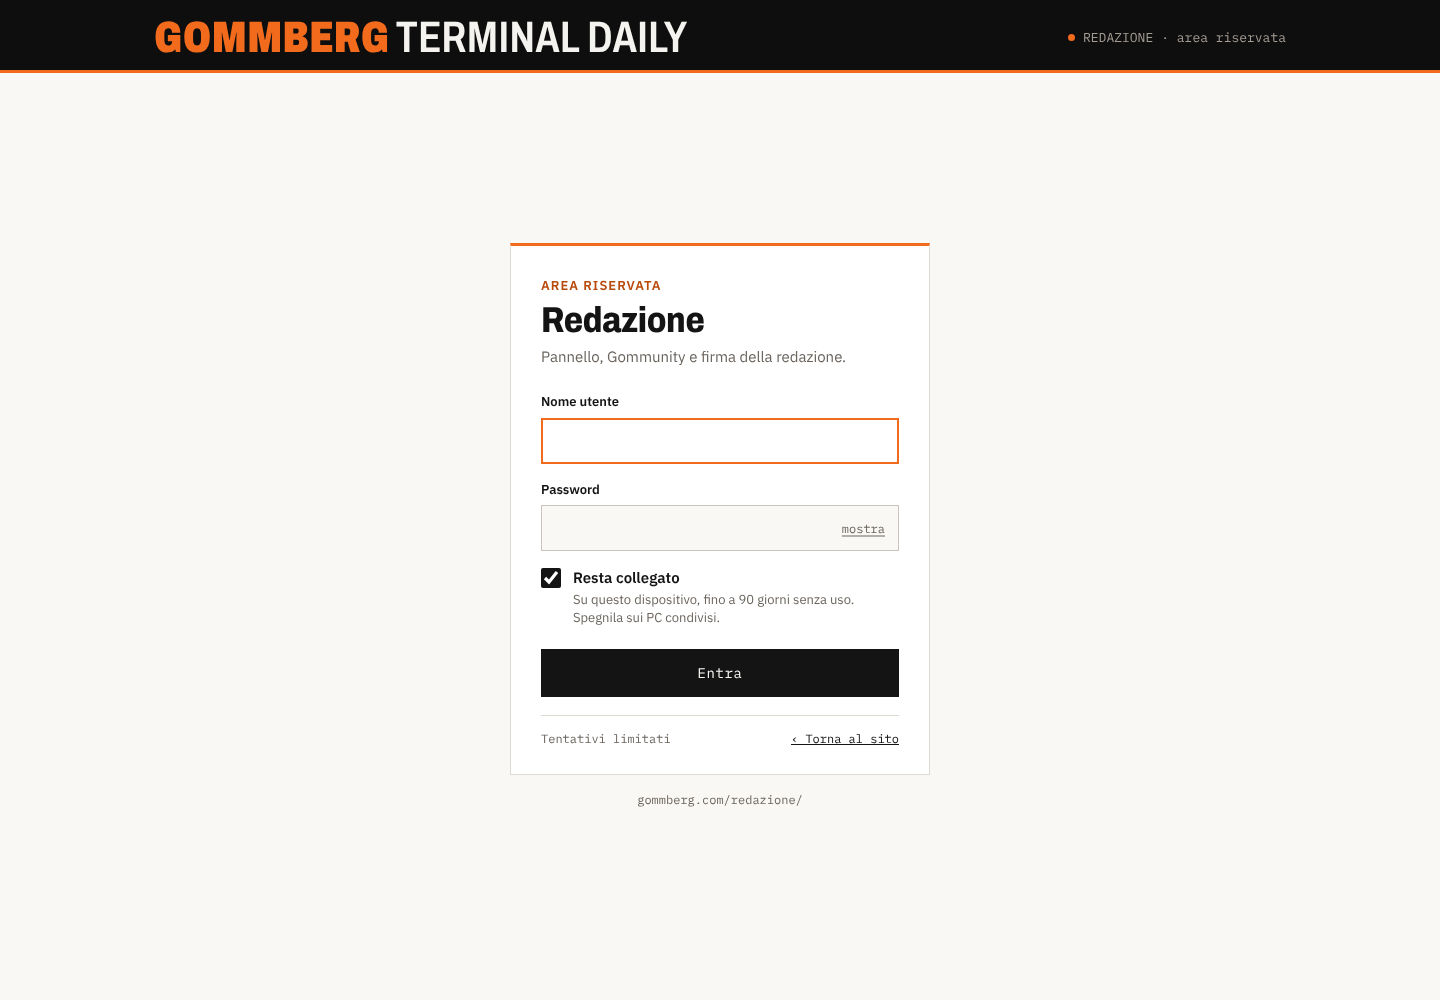 GOMMBERG TERMINAL DAILY
REDAZIONE · area riservata
AREA RISERVATA
Redazione
Pannello, Gommunity e firma della redazione.
Nome utente
Password
mostra
Resta collegato
Su questo dispositivo, fino a 90 giorni senza uso.
Spegnila sui PC condivisi.
Entra
Tentativi limitati
‹ Torna al sito
gommberg.com/redazione/